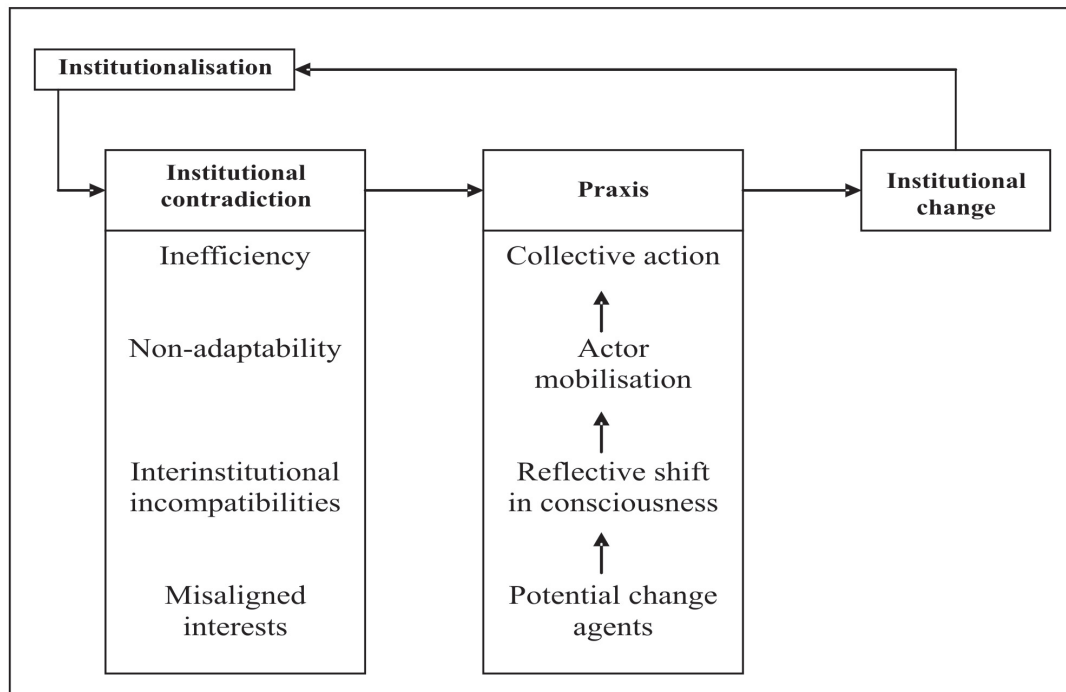 Institutionalisation
Institutional
contradiction
Inefficiency
Non-adaptability
Interinstitutional
incompatibilities
Misaligned
interests
Praxis
Collective action
Actor
mobilisation
Reflective shift
in consciousness
Potential change
agents
Institutional
change